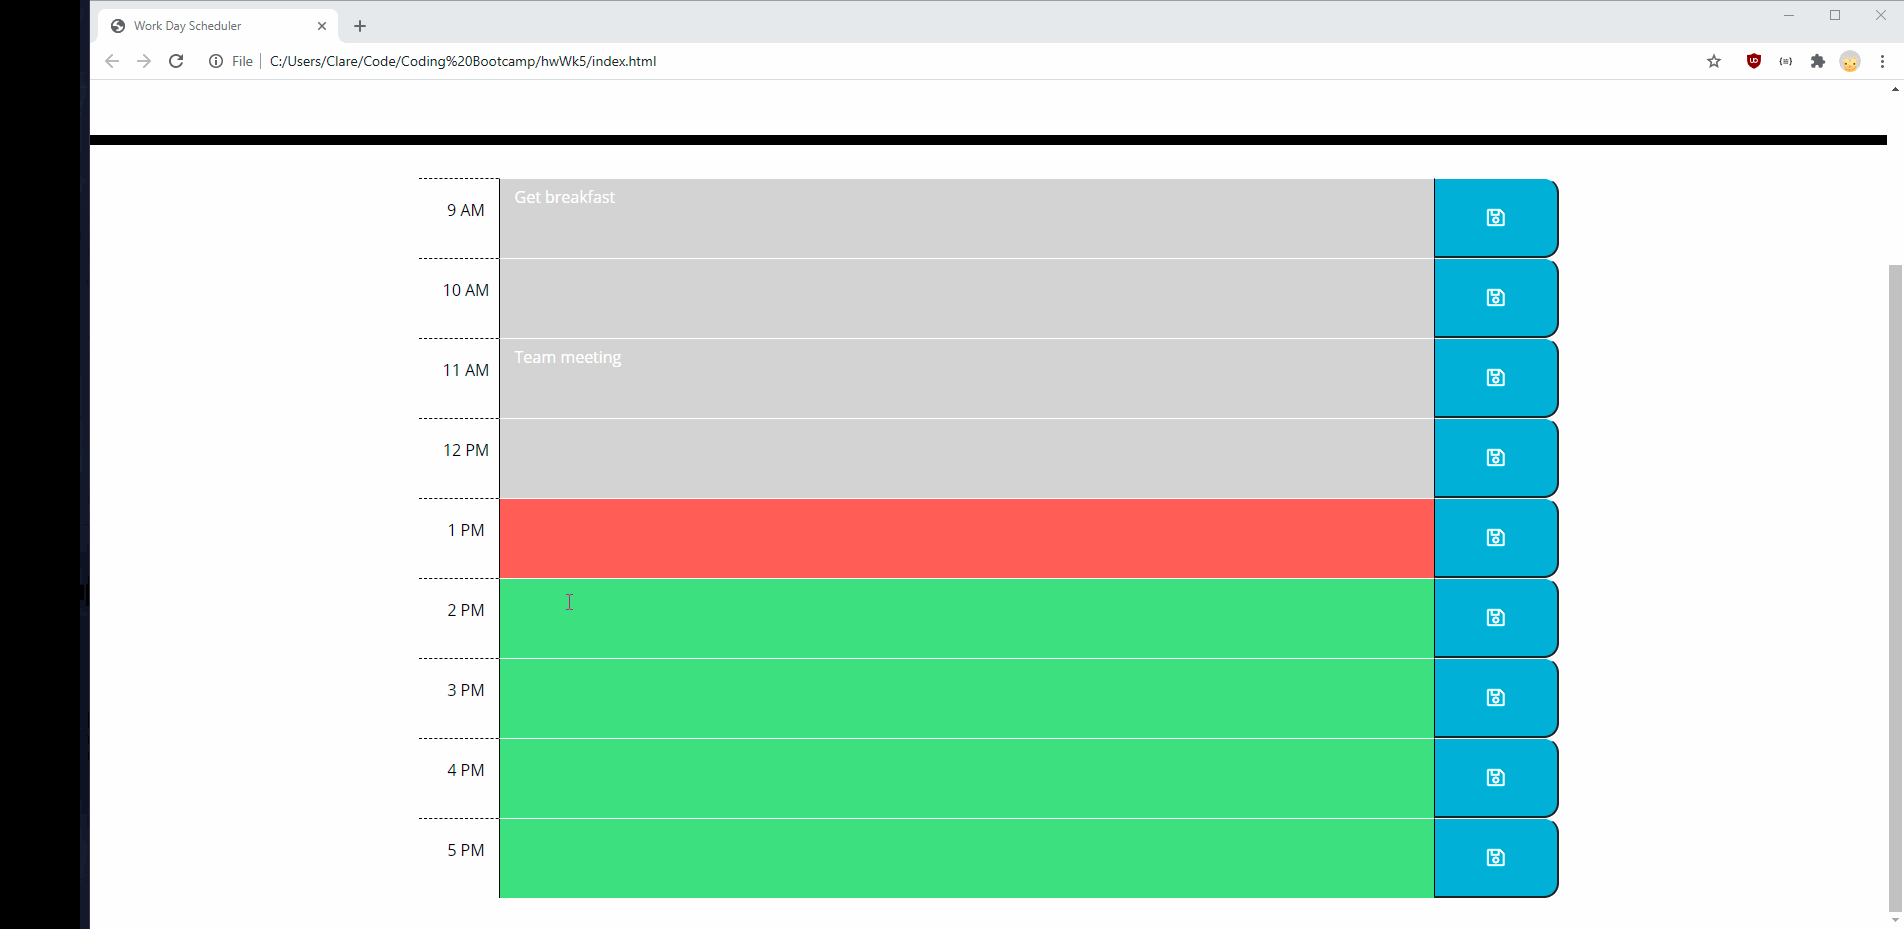 Work Day Scheduler
File C:/Users/Clare/Code/Coding%20Bootcamp/hwWk5/index.html
9 AM Get breakfast
10 AM
11 AM Team meeting
12 PM
1 PM
2 PM
3 PM
4 PM
5 PM